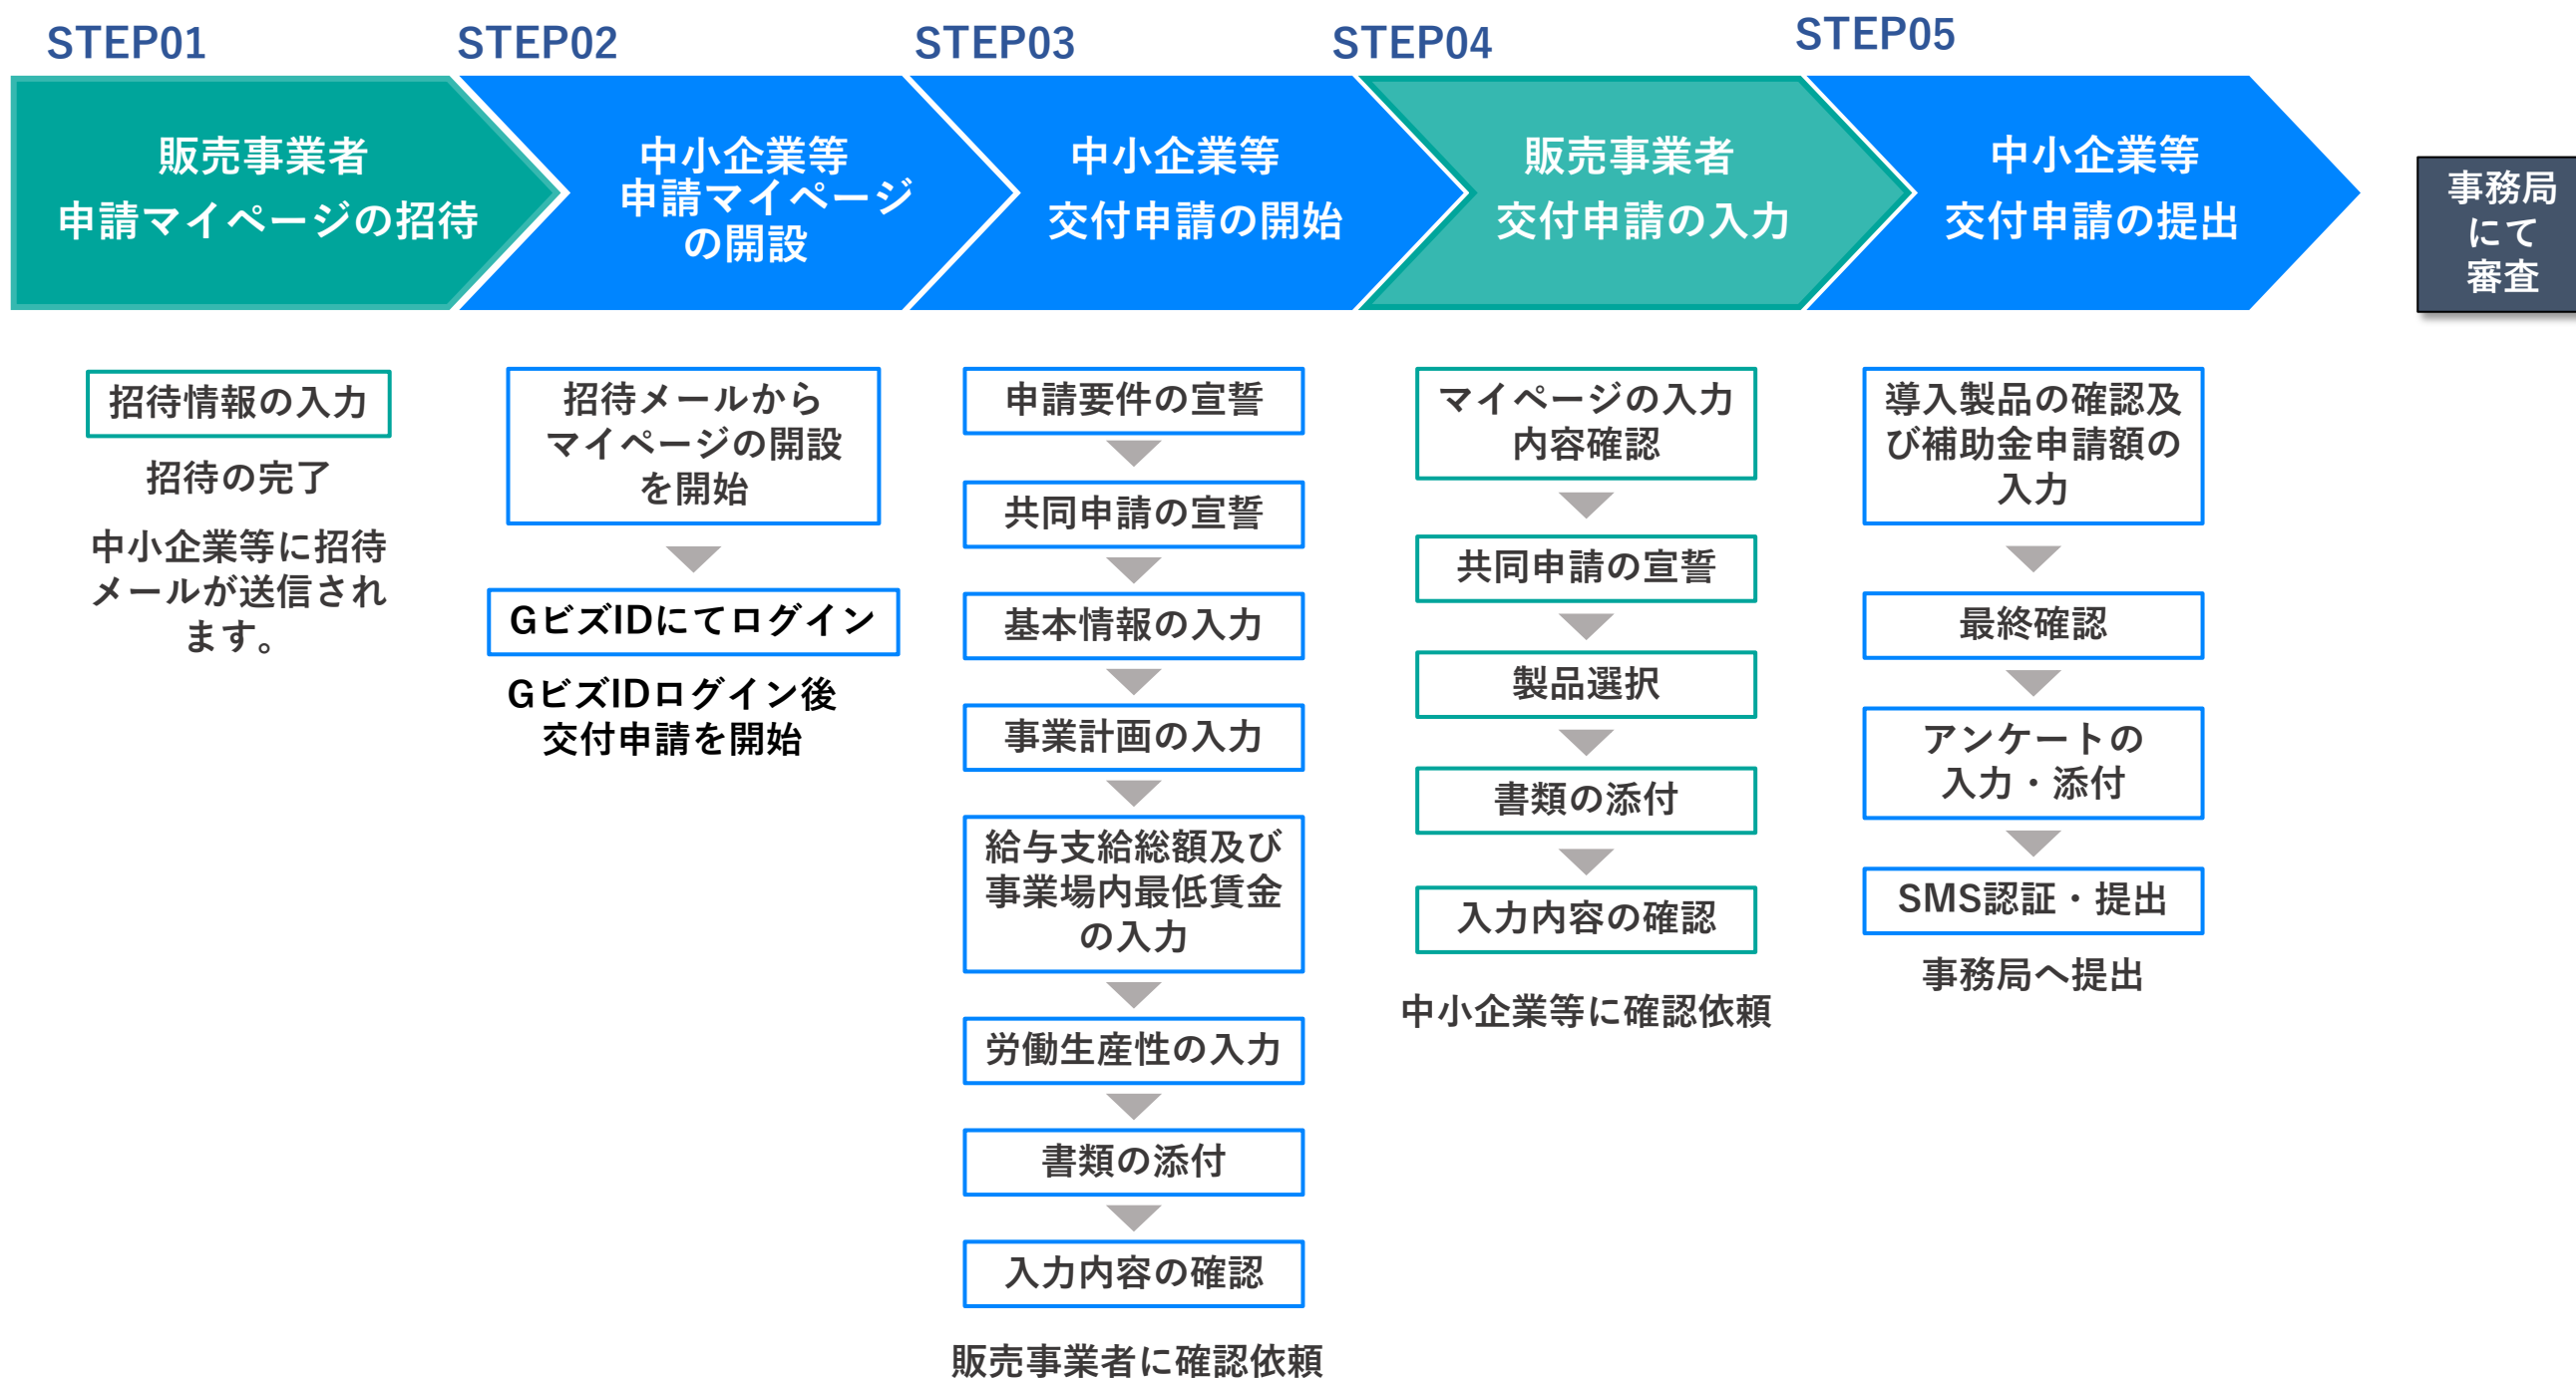 STEP01
販売事業者
申請マイページの招待
招待情報の入力
招待の完了
中小企業等に招待
メールが送信され
ます。
STEP02
中小企業等
申請マイページ
の開設
招待メールから
マイページの開設
を開始
GビズIDにてログイン
GビズIDログイン後
交付申請を開始
STEP03
中小企業等
交付申請の開始
申請要件の宣誓
共同申請の宣誓
基本情報の入力
事業計画の入力
給与支給総額及び
事業場内最低賃金
の入力
労働生産性の入力
書類の添付
入力内容の確認
販売事業者に確認依頼
STEP04
販売事業者
交付申請の入力
マイページの入力
内容確認
共同申請の宣誓
製品選択
書類の添付
入力内容の確認
中小企業等に確認依頼
STEP05
中小企業等
交付申請の提出
導入製品の確認及
び補助金申請額の
入力
最終確認
アンケートの
入力・添付
SMS認証・提出
事務局へ提出
事務局
にて
審査